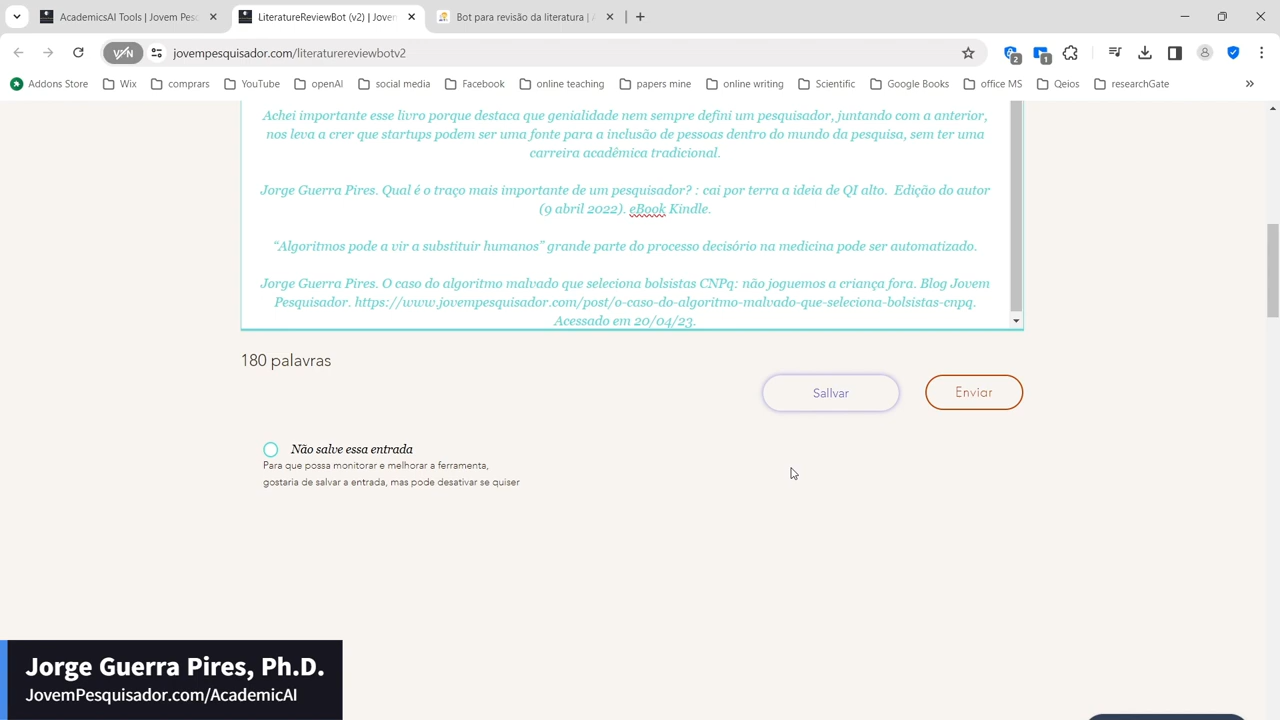 AcademicsAI Tools | Jovem Pesq
LiteratureReviewBot (v2) | Joven
Bot para revisão da literatura | A
jovempesquisador.com/literaturereviewbotv2
2
1
Addons Store
Wix
comprars
YouTube
openAI
social media
Facebook
online teaching
papers mine
online writing
Scientific
Google Books
office MS
Qeios
researchGate
Achei importante esse livro porque destaca que genialidade nem sempre defini um pesquisador, juntando com a anterior,
nos leva a crer que startups podem ser uma fonte para a inclusão de pessoas dentro do mundo da pesquisa, sem ter uma
carreira acadêmica tradicional.
Jorge Guerra Pires. Qual é o traço mais importante de um pesquisador? : cai por terra a ideia de QI alto. Edição do autor
(9 abril 2022). eBook Kindle.
“Algoritmos pode a vir a substituir humanos” grande parte do processo decisório na medicina pode ser automatizado.
Jorge Guerra Pires. O caso do algoritmo malvado que seleciona bolsistas CNPq: não joguemos a criança fora. Blog Jovem
Pesquisador. https://www.jovempesquisador.com/post/o-caso-do-algoritmo-malvado-que-seleciona-bolsistas-cnpq.
Acessado em 20/04/23.
180 palavras
Sallvar
Enviar
Não salve essa entrada
Para que possa monitorar e melhorar a ferramenta,
gostaria de salvar a entrada, mas pode desativar se quiser
Jorge Guerra Pires, Ph.D.
JovemPesquisador.com/AcademicAI